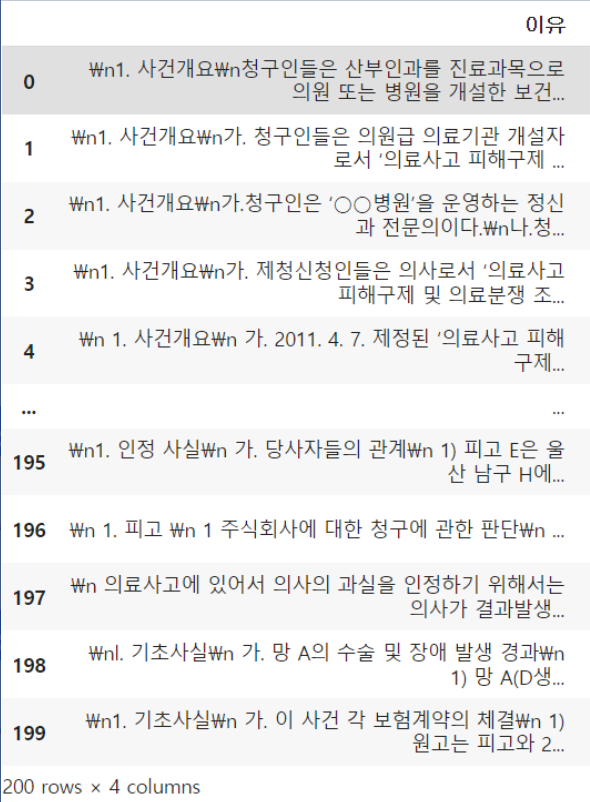 이유
0 ₩n1. 사건개요₩n청구인들은 산부인과를 진료과목으로
의원 또는 병원을 개설한 보건...
1 ₩n1. 사건개요₩n가. 청구인들은 의원급 의료기관 개설자
로서 ‘의료사고 피해구제 ...
2 ₩n1. 사건개요₩n가.청구인은 ‘○○병원’을 운영하는 정신
과 전문의이다.₩n나.청...
3 ₩n1. 사건개요₩n가. 제청신청인들은 의사로서 ‘의료사고
피해구제 및 의료분쟁 조...
4 ₩n 1. 사건개요₩n 가. 2011. 4. 7. 제정된 ‘의료사고 피해
구제...
... ...
195 ₩n1. 인정 사실₩n 가. 당사자들의 관계₩n 1) 피고 E은 울
산 남구 H에...
196 ₩n 1. 피고 ₩n 1 주식회사에 대한 청구에 관한 판단₩n ...
197 ₩n 의료사고에 있어서 의사의 과실을 인정하기 위해서는
의사가 결과발생...
198 ₩nl. 기초사실₩n 가. 망 A의 수술 및 장애 발생 경과₩n
1) 망 A(D생...
199 ₩n1. 기초사실₩n 가. 이 사건 각 보험계약의 체결₩n 1)
원고는 피고와 2...
200 rows × 4 columns